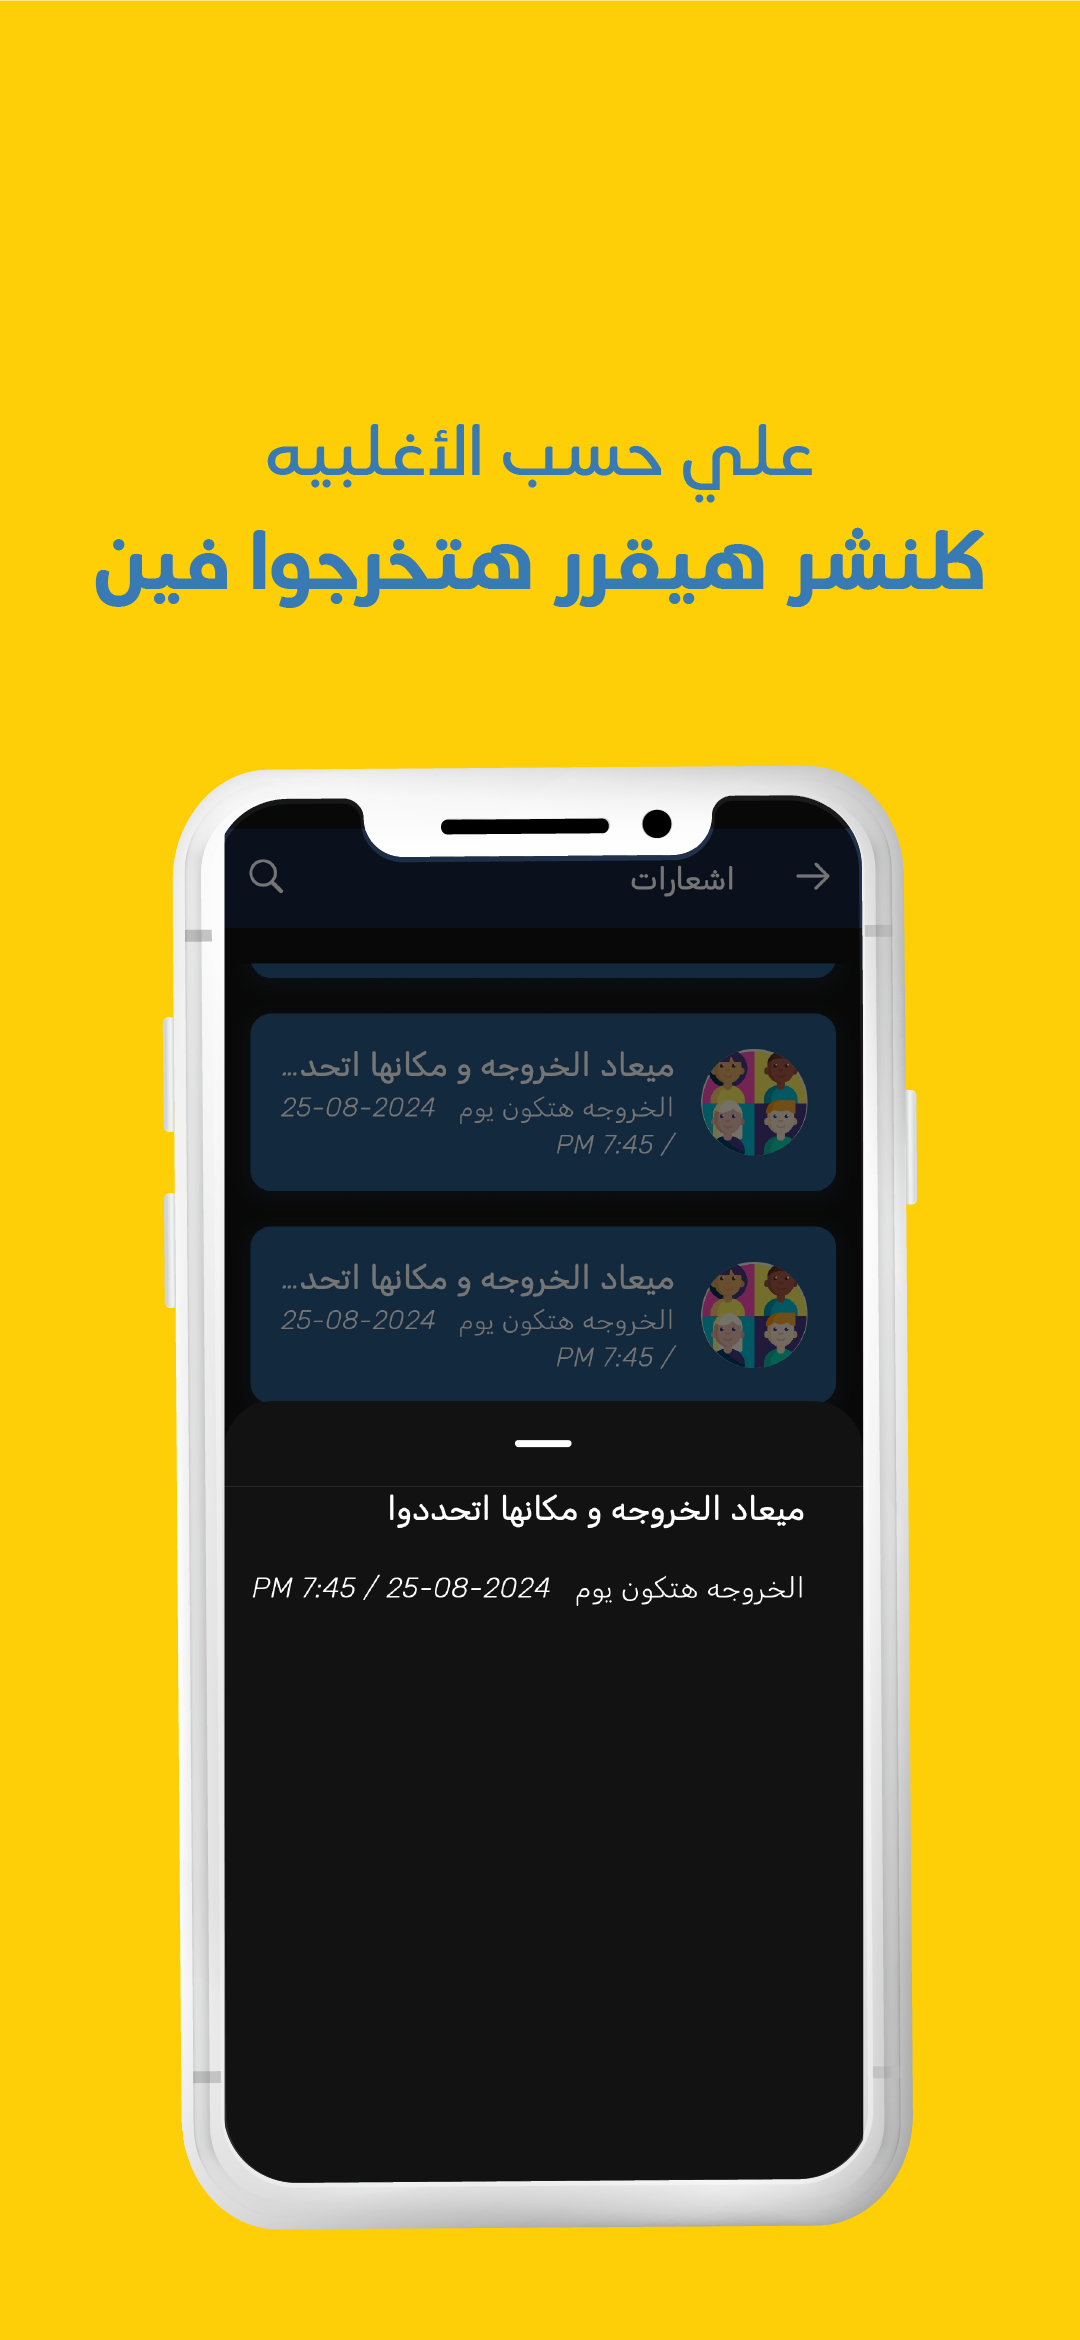 علي حسب الأغلبيه
كلنشر هيقرر هتخرجوا فين
اشعارات
ميعاد الخروجه و مكانها اتحد...
الخروجه هتكون يوم 25-08-2024
/ 7:45 PM
ميعاد الخروجه و مكانها اتحد...
الخروجه هتكون يوم 25-08-2024
/ 7:45 PM
ميعاد الخروجه و مكانها اتحددوا
الخروجه هتكون يوم 25-08-2024 / 7:45 PM